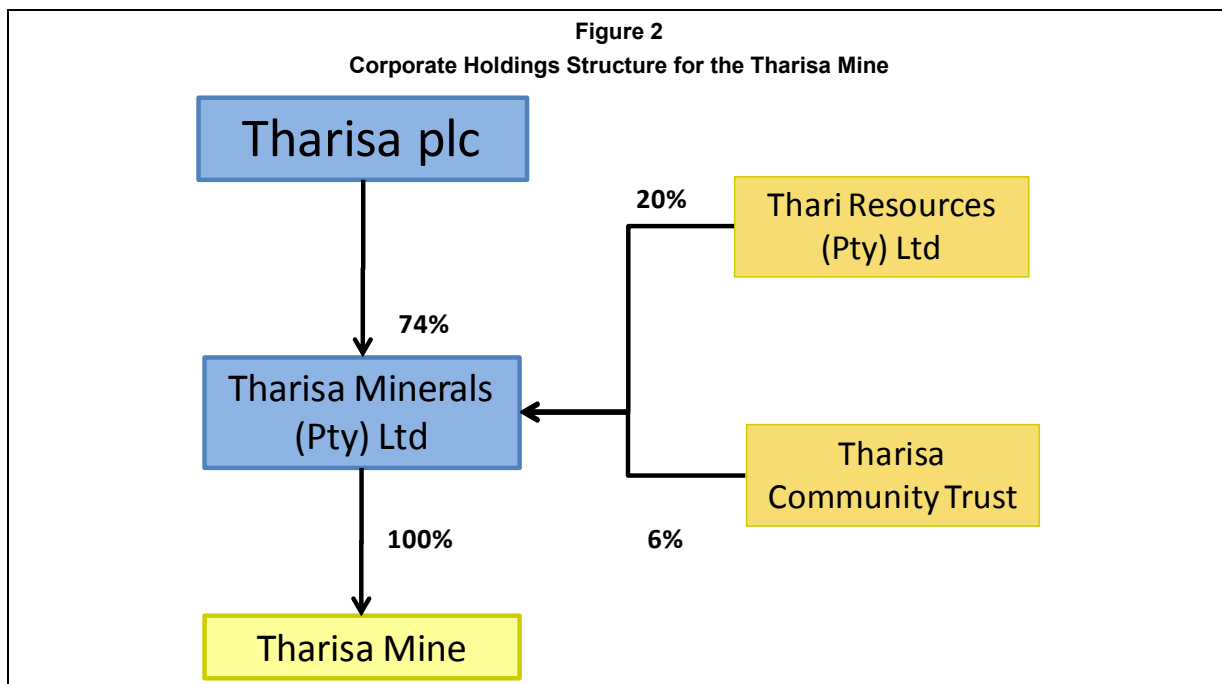 Figure 2
Corporate Holdings Structure for the Tharisa Mine
Tharisa plc
20%
Thari Resources
(Pty) Ltd
74%
Tharisa Minerals
(Pty) Ltd
Tharisa
Community Trust
100%
6%
Tharisa Mine